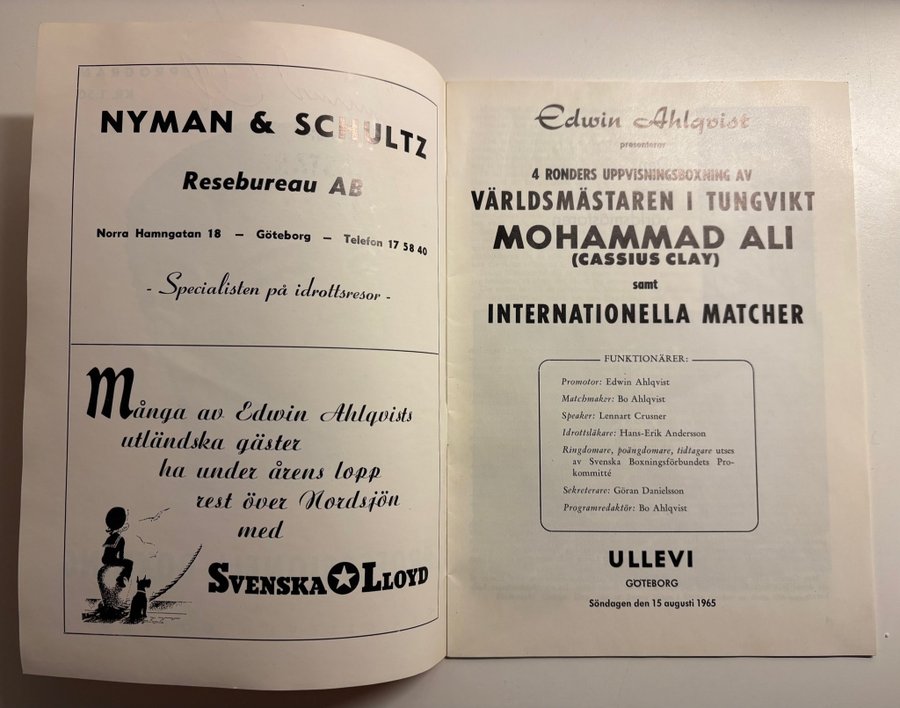 NYMAN & SCHULTZ
Resebureau AB
Norra Hamngatan 18 — Göteborg — Telefon 17 58 40
- Specialisten på idrottsresor -
Många av Edwin Ahlqvists
utländska gäster
ha under årens lopp
rest över Nordsjön
med
SVENSKA LLOYD
Edwin Ahlqvist
presenterar
4 RONDERS UPPVISNINGSBOXNING AV
VÄRLDSMÄSTAREN I TUNGVIKT
MOHAMMAD ALI
(CASSIUS CLAY)
samt
INTERNATIONELLA MATCHER
FUNKTIONÄRER:
Promotor: Edwin Ahlqvist
Matchmaker: Bo Ahlqvist
Speaker: Lennart Crusner
Idrottsläkare: Hans-Erik Andersson
Ringdomare, poängdomare, tidtagare utses
av Svenska Boxningsförbundets Pro-
kommitté
Sekreterare: Göran Danielsson
Programredaktör: Bo Ahlqvist
ULLEVI
GÖTEBORG
Söndagen den 15 augusti 1965